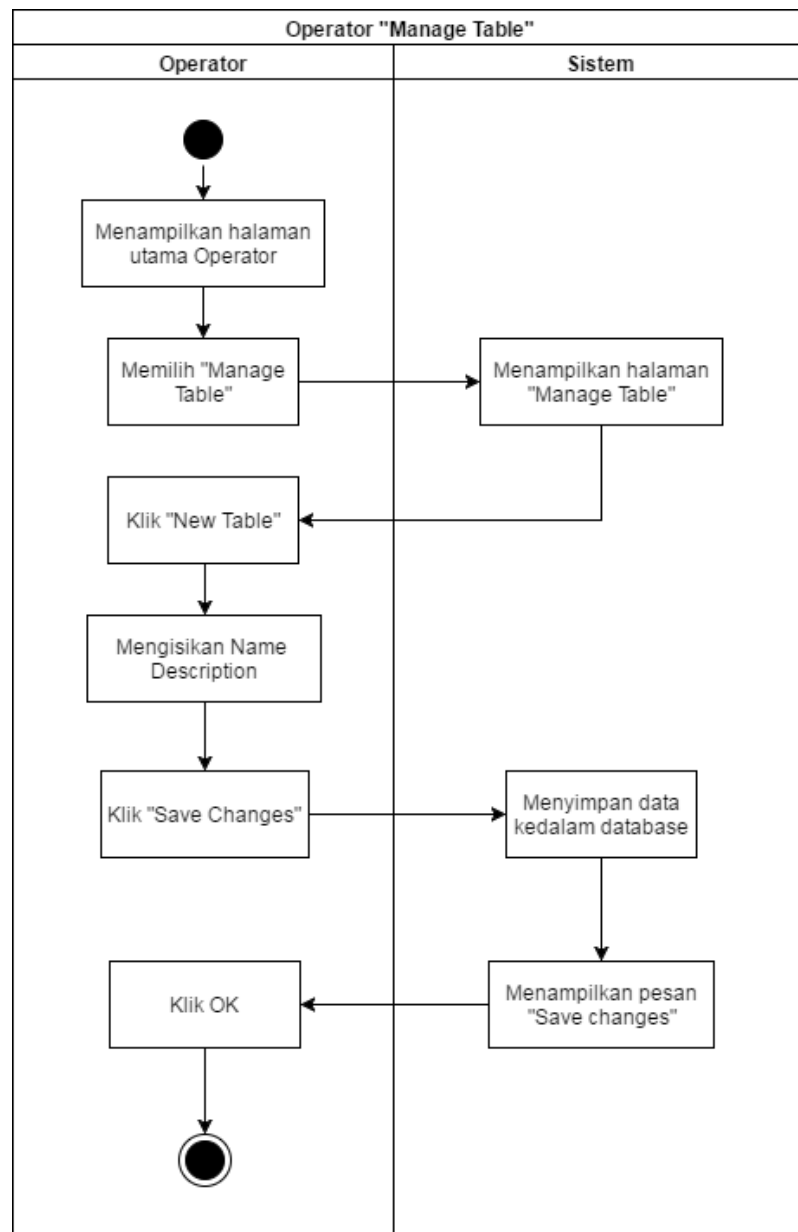 Operator "Manage Table"
Operator
Sistem
Menampilkan halaman
utama Operator
Memilih "Manage
Table"
Menampilkan halaman
"Manage Table"
Klik "New Table"
Mengisikan Name
Description
Klik "Save Changes"
Menyimpan data
kedalam database
Menampilkan pesan
"Save changes"
Klik OK